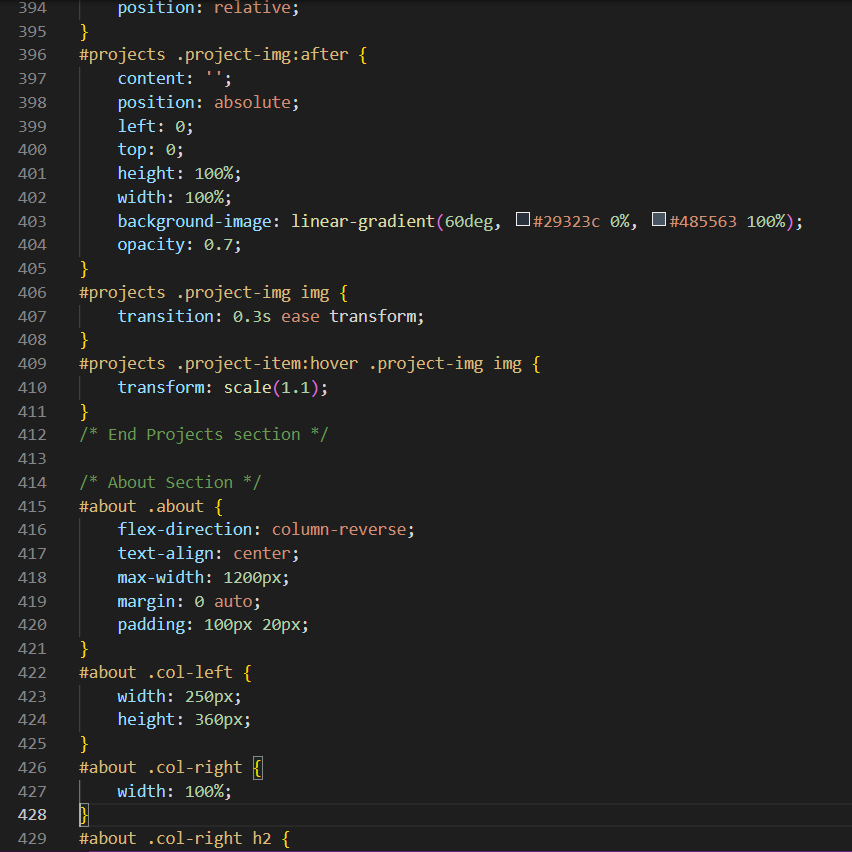 394 position: relative;
395 }
396 #projects .project-img:after {
397 content: '';
398 position: absolute;
399 left: 0;
400 top: 0;
401 height: 100%;
402 width: 100%;
403 background-image: linear-gradient(60deg, #29323c 0%, #485563 100%);
404 opacity: 0.7;
405 }
406 #projects .project-img img {
407 transition: 0.3s ease transform;
408 }
409 #projects .project-item:hover .project-img img {
410 transform: scale(1.1);
411 }
412 /* End Projects section */
413
414 /* About Section */
415 #about .about {
416 flex-direction: column-reverse;
417 text-align: center;
418 max-width: 1200px;
419 margin: 0 auto;
420 padding: 100px 20px;
421 }
422 #about .col-left {
423 width: 250px;
424 height: 360px;
425 }
426 #about .col-right {
427 width: 100%;
428 }
429 #about .col-right h2 {